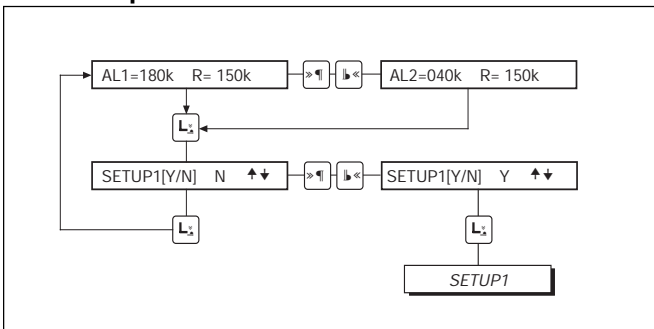 AL1=180k R= 150k
AL2=040k R= 150k
SETUP1[Y/N] N
SETUP1[Y/N] Y
SETUP1